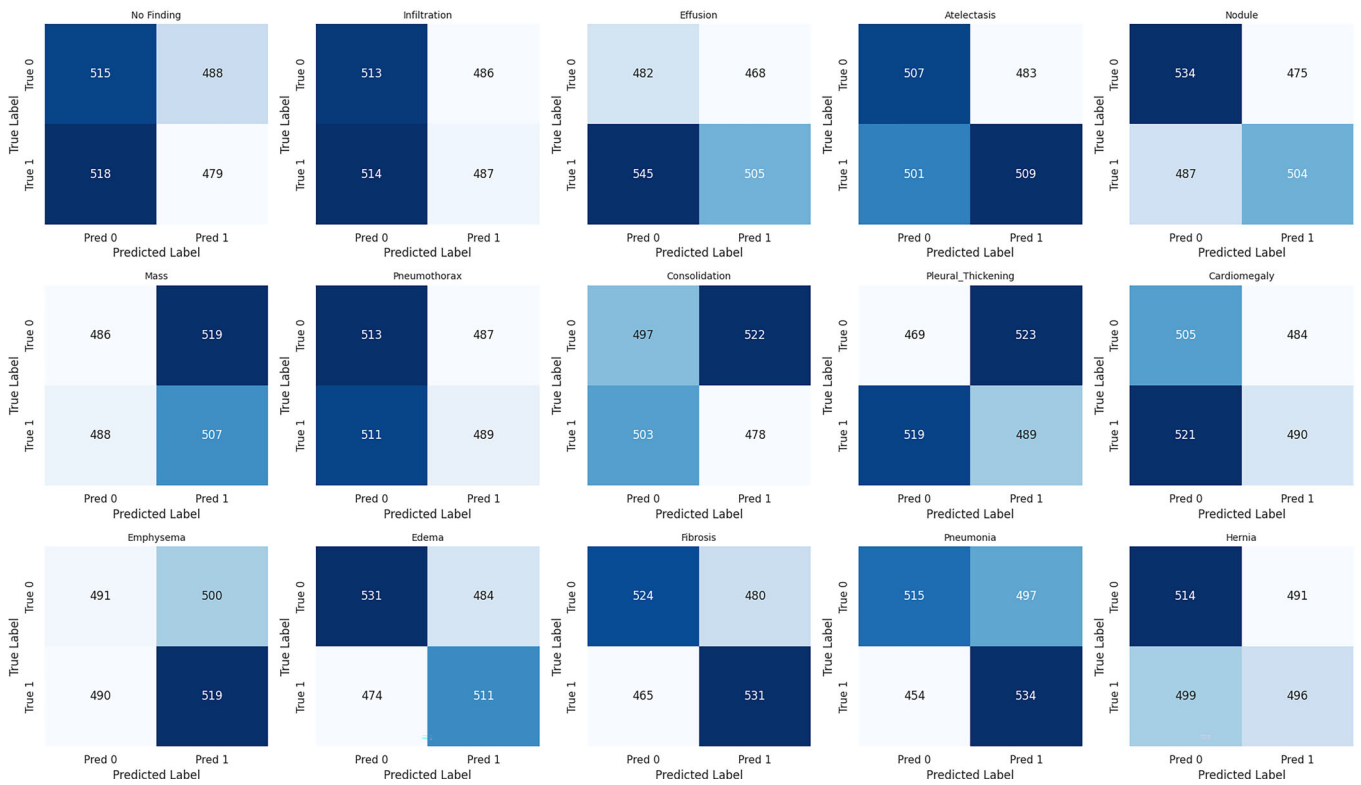 No Finding
Infiltration
Effusion
Atelectasis
Nodule
True Label
True 0
515
488
True 1
518
479
Pred 0
Pred 1
Predicted Label
True Label
True 0
513
486
True 1
514
487
Pred 0
Pred 1
Predicted Label
True Label
True 0
482
468
True 1
545
505
Pred 0
Pred 1
Predicted Label
True Label
True 0
507
483
True 1
501
509
Pred 0
Pred 1
Predicted Label
True Label
True 0
534
475
True 1
487
504
Pred 0
Pred 1
Predicted Label
Mass
Pneumothorax
Consolidation
Pleural_Thickening
Cardiomegaly
True Label
True 0
486
519
True 1
488
507
Pred 0
Pred 1
Predicted Label
True Label
True 0
513
487
True 1
511
489
Pred 0
Pred 1
Predicted Label
True Label
True 0
497
522
True 1
503
478
Pred 0
Pred 1
Predicted Label
True Label
True 0
469
523
True 1
519
489
Pred 0
Pred 1
Predicted Label
True Label
True 0
505
484
True 1
521
490
Pred 0
Pred 1
Predicted Label
Emphysema
Edema
Fibrosis
Pneumonia
Hernia
True Label
True 0
491
500
True 1
490
519
Pred 0
Pred 1
Predicted Label
True Label
True 0
531
484
True 1
474
511
Pred 0
Pred 1
Predicted Label
True Label
True 0
524
480
True 1
465
531
Pred 0
Pred 1
Predicted Label
True Label
True 0
515
497
True 1
454
534
Pred 0
Pred 1
Predicted Label
True Label
True 0
514
491
True 1
499
496
Pred 0
Pred 1
Predicted Label